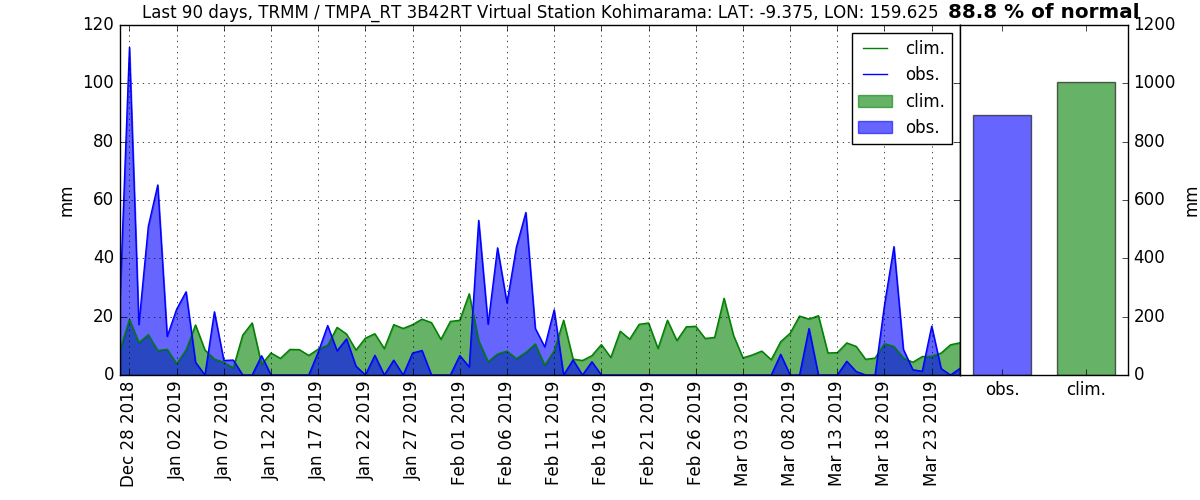 Last 90 days, TRMM / TMPA_RT 3B42RT Virtual Station Kohimarama: LAT: -9.375, LON: 159.625 88.8 % of normal
120
100
80
60
40
20
0
mm
clim.
obs.
clim.
obs.
1200
1000
800
600
400
200
0
mm
obs.
clim.
Dec 28 2018
Jan 02 2019
Jan 07 2019
Jan 12 2019
Jan 17 2019
Jan 22 2019
Jan 27 2019
Feb 01 2019
Feb 06 2019
Feb 11 2019
Feb 16 2019
Feb 21 2019
Feb 26 2019
Mar 03 2019
Mar 08 2019
Mar 13 2019
Mar 18 2019
Mar 23 2019